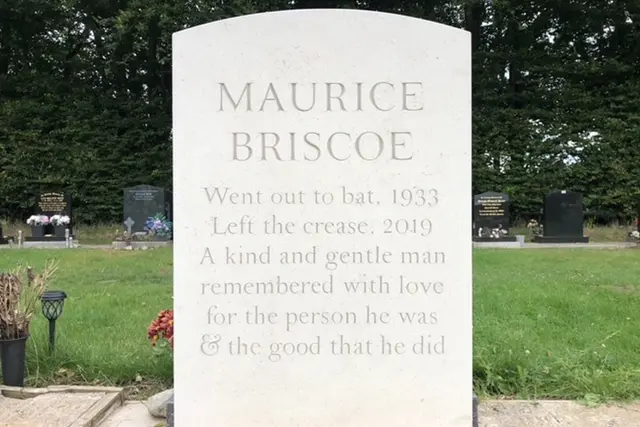 MAURICE
BRISCOE
Went out to bat, 1933
Left the crease, 2019
A kind and gentle man
remembered with love
for the person he was
& the good that he did